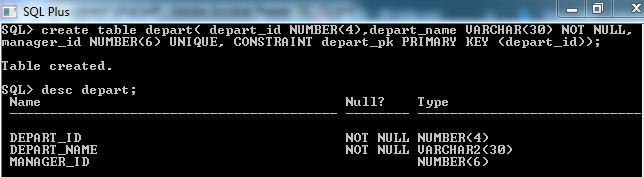 SQL Plus
SQL> create table depart( depart_id NUMBER(4),depart_name VARCHAR(30) NOT NULL,
manager_id NUMBER(6) UNIQUE, CONSTRAINT depart_pk PRIMARY KEY (depart_id));
Table created.
SQL> desc depart;
Name Null? Type
----------------------------------------- -------- ----------------------------
DEPART_ID NOT NULL NUMBER(4)
DEPART_NAME NOT NULL VARCHAR2(30)
MANAGER_ID NUMBER(6)